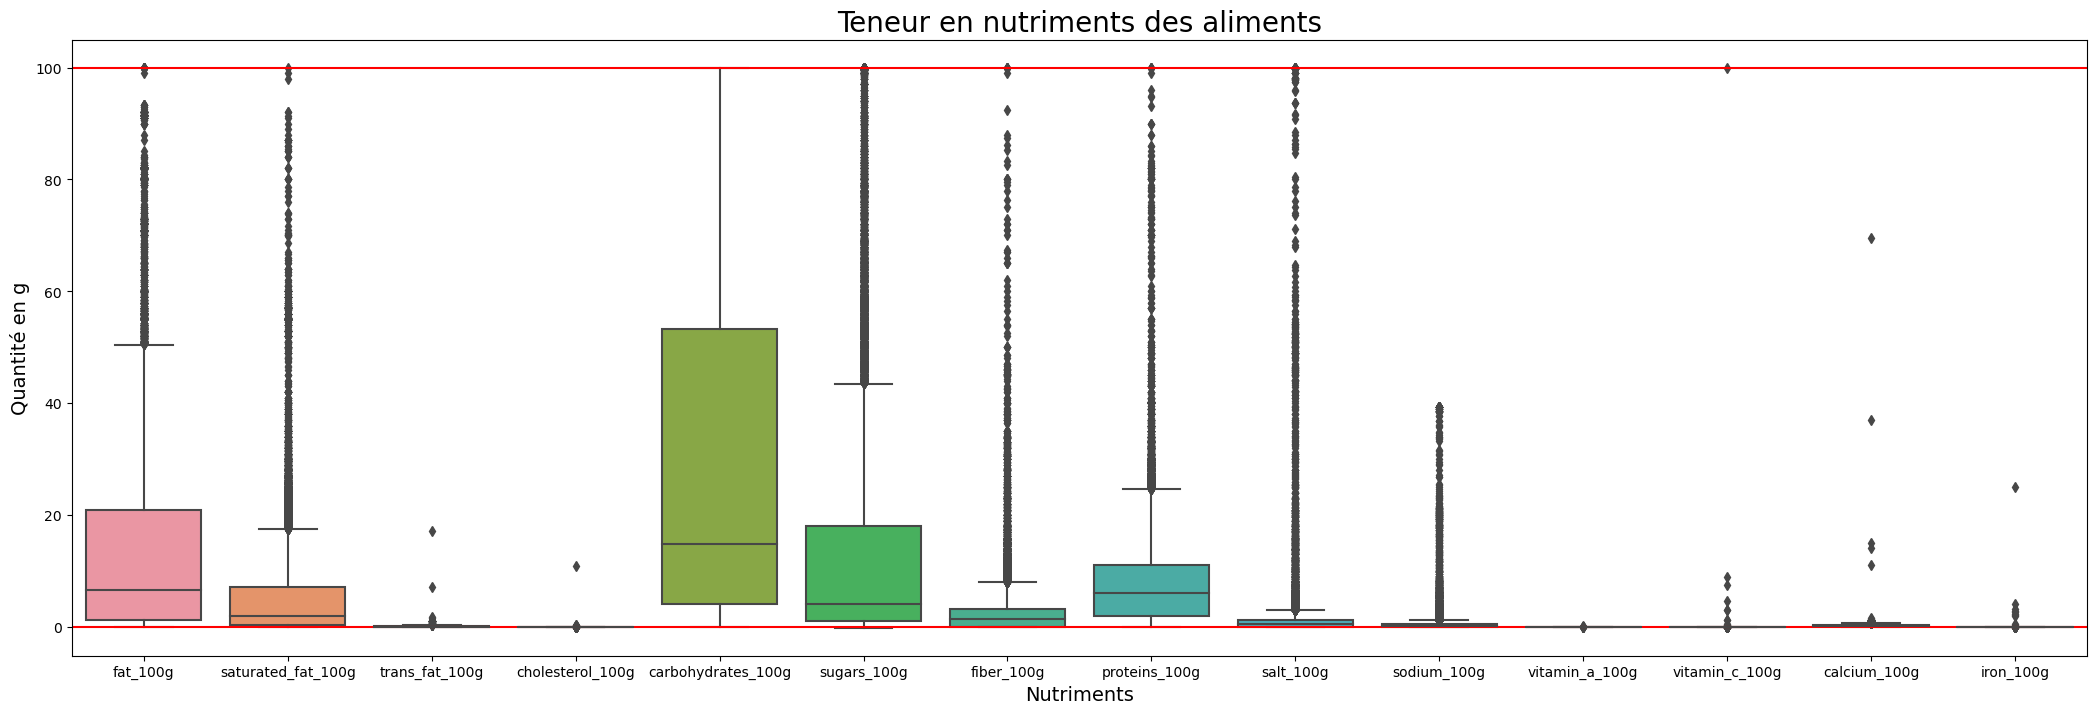 Teneur en nutriments des aliments
Quantité en g
100
80
60
40
20
0
fat_100g saturated_fat_100g trans_fat_100g cholesterol_100g carbohydrates_100g sugars_100g fiber_100g proteins_100g salt_100g sodium_100g vitamin_a_100g vitamin_c_100g calcium_100g iron_100g
Nutriments